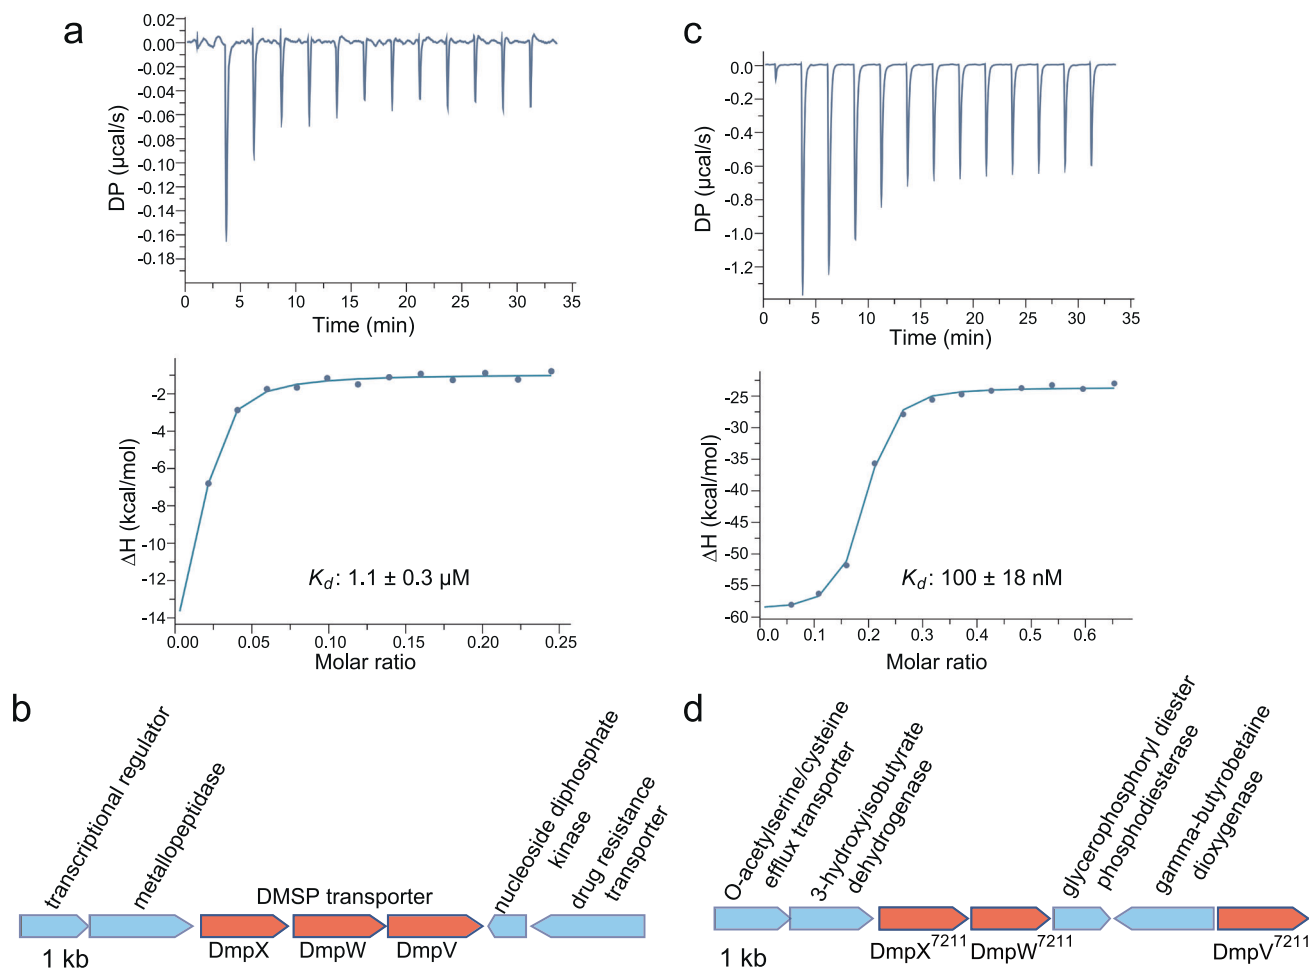 a
0.02
0.00
-0.02
-0.04
-0.06
-0.08
-0.10
-0.12
-0.14
-0.16
-0.18
DP (µcal/s)
0 5 10 15 20 25 30 35
Time (min)
-2
-4
-6
-8
-10
-12
-14
ΔH (kcal/mol)
Kd: 1.1 ± 0.3 µM
0.00 0.05 0.10 0.15 0.20 0.25
Molar ratio
c
0.0
-0.2
-0.4
-0.6
-0.8
-1.0
-1.2
DP (µcal/s)
0 5 10 15 20 25 30 35
Time (min)
-25
-30
-35
-40
-45
-50
-55
-60
ΔH (kcal/mol)
Kd: 100 ± 18 nM
0.0 0.1 0.2 0.3 0.4 0.5 0.6
Molar ratio
b
transcriptional regulator
metallopeptidase
DMSP transporter
nucleoside diphosphate
kinase
drug resistance
transporter
DmpX DmpW DmpV
1 kb
d
O-acetylserine/cysteine
efflux transporter
3-hydroxyisobutyrate
dehydrogenase
glycerophosphoryl diester
phosphodiesterase
gamma-butyrobetaine
dioxygenase
DmpX7211 DmpW7211 DmpV7211
1 kb